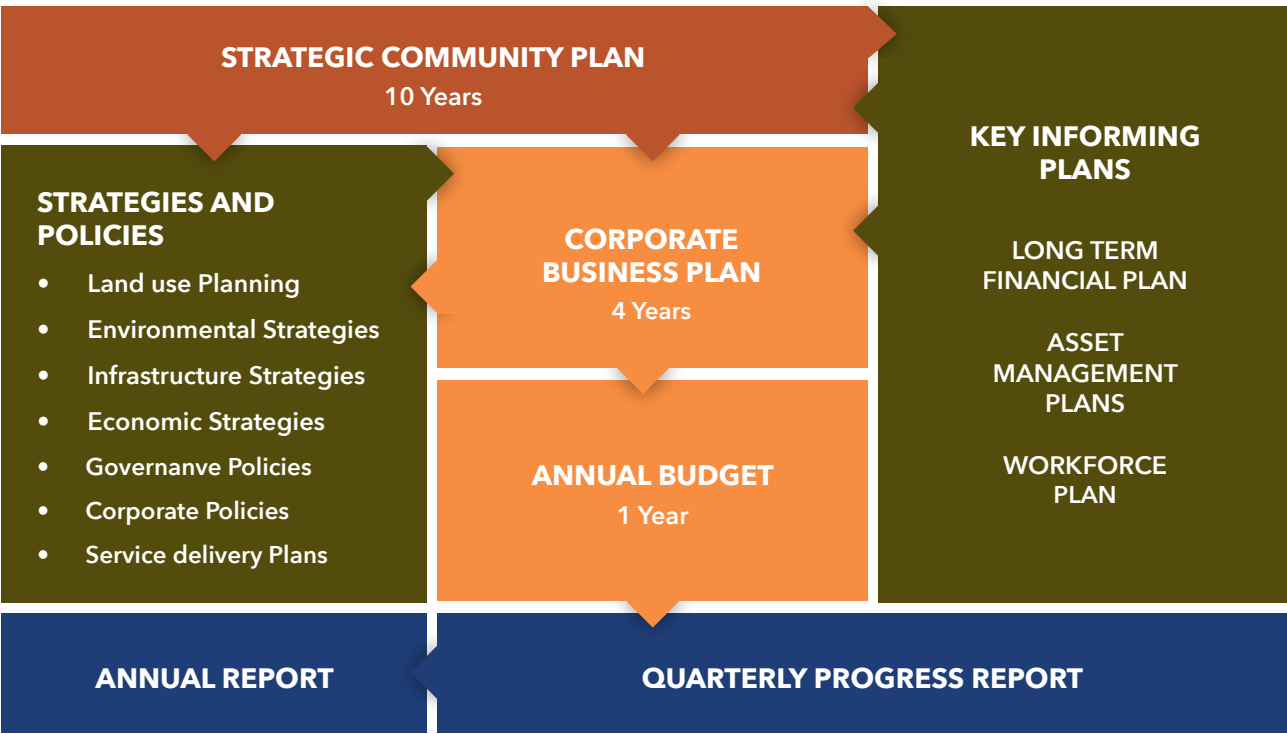 STRATEGIC COMMUNITY PLAN
10 Years
STRATEGIES AND
POLICIES
• Land use Planning
• Environmental Strategies
• Infrastructure Strategies
• Economic Strategies
• Governanve Policies
• Corporate Policies
• Service delivery Plans
CORPORATE
BUSINESS PLAN
4 Years
ANNUAL BUDGET
1 Year
KEY INFORMING
PLANS
LONG TERM
FINANCIAL PLAN
ASSET
MANAGEMENT
PLANS
WORKFORCE
PLAN
ANNUAL REPORT
QUARTERLY PROGRESS REPORT